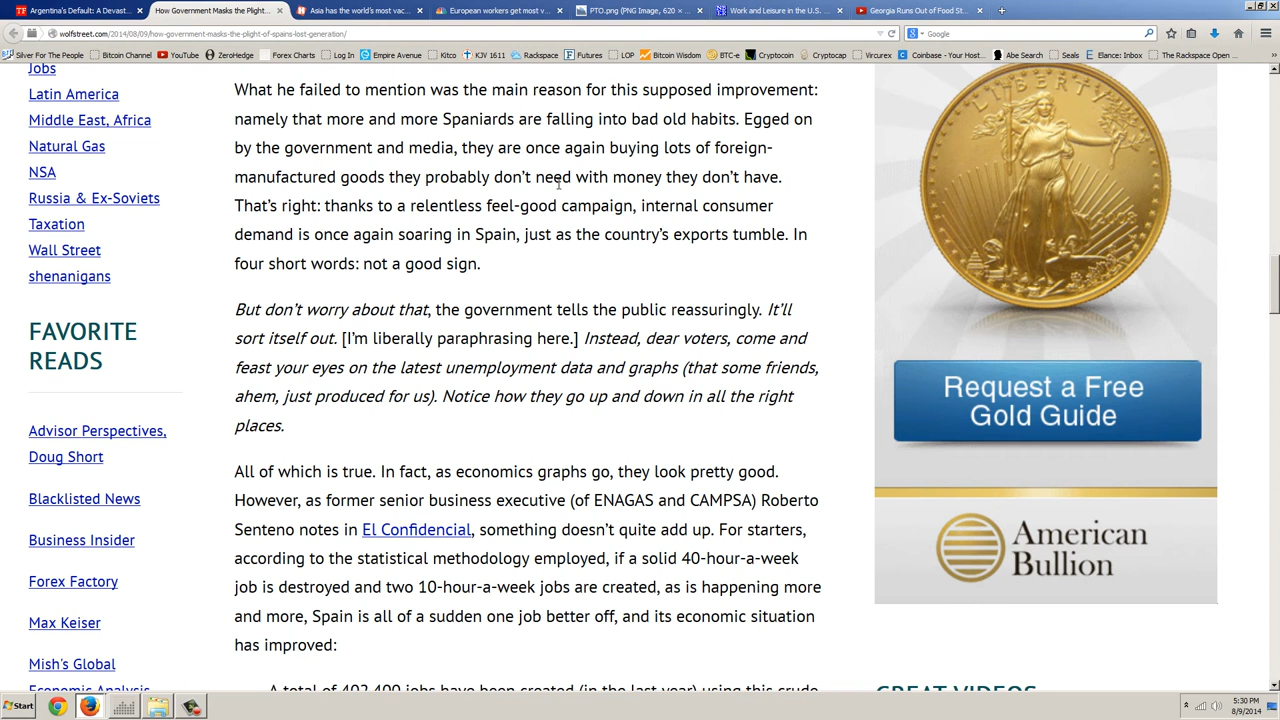 Argentina's Default: A Devast...
How Government Masks the Plight...
Asia has the world's most vac...
European workers get most v...
PTO.png (PNG Image, 620 × ...
Work and Leisure in the U.S. ...
Georgia Runs Out of Food St...
wolfstreet.com/2014/08/09/how-government-masks-the-plight-of-spains-lost-generation/
Google
Silver For The People
Bitcoin Channel
YouTube
ZeroHedge
Forex Charts
Log In
Empire Avenue
Kitco
KJV 1611
Rackspace
Futures
LOP
Bitcoin Wisdom
BTC-e
Cryptocoin
Cryptocap
Vircurex
Coinbase - Your Host...
Abe Search
Seals
Elance: Inbox
The Rackspace Open ...
Jobs
Latin America
Middle East, Africa
Natural Gas
NSA
Russia & Ex-Soviets
Taxation
Wall Street
shenanigans
FAVORITE
READS
Advisor Perspectives,
Doug Short
Blacklisted News
Business Insider
Forex Factory
Max Keiser
Mish's Global
Economic Analysis
What he failed to mention was the main reason for this supposed improvement:
namely that more and more Spaniards are falling into bad old habits. Egged on
by the government and media, they are once again buying lots of foreign-
manufactured goods they probably don't need with money they don't have.
That's right: thanks to a relentless feel-good campaign, internal consumer
demand is once again soaring in Spain, just as the country's exports tumble. In
four short words: not a good sign.
But don't worry about that, the government tells the public reassuringly. It'll
sort itself out. [I'm liberally paraphrasing here.] Instead, dear voters, come and
feast your eyes on the latest unemployment data and graphs (that some friends,
ahem, just produced for us). Notice how they go up and down in all the right
places.
All of which is true. In fact, as economics graphs go, they look pretty good.
However, as former senior business executive (of ENAGAS and CAMPSA) Roberto
Senteno notes in El Confidencial, something doesn't quite add up. For starters,
according to the statistical methodology employed, if a solid 40-hour-a-week
job is destroyed and two 10-hour-a-week jobs are created, as is happening more
and more, Spain is all of a sudden one job better off, and its economic situation
has improved:
A total of 402,400 jobs have been created (in the last year) using this crude
LIBERTY
Request a Free
Gold Guide
American
Bullion
GREAT VIDEOS
Start
5:30 PM
8/9/2014